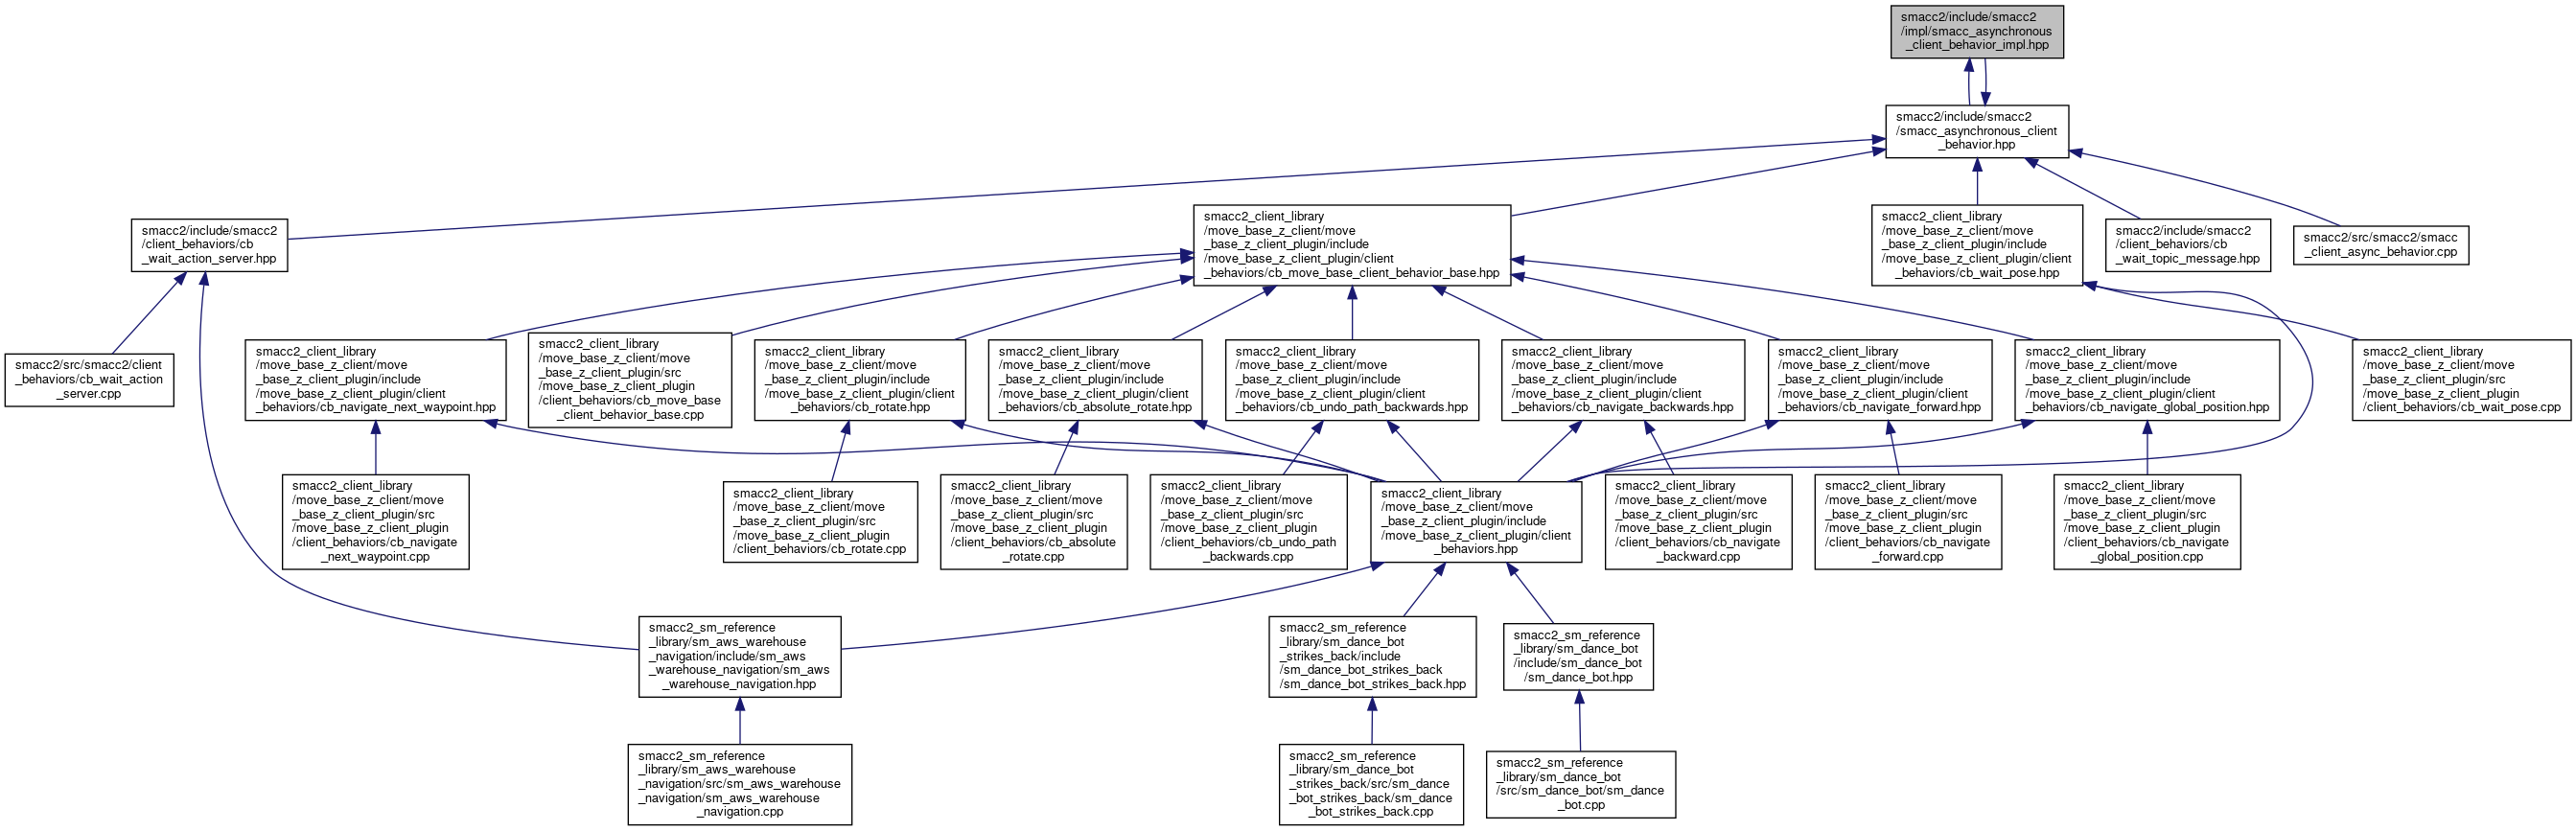 smacc2/include/smacc2
/impl/smacc_asynchronous
_client_behavior_impl.hpp
smacc2/include/smacc2
/smacc_asynchronous_client
_behavior.hpp
smacc2/include/smacc2
/client_behaviors/cb
_wait_action_server.hpp
smacc2_client_library
/move_base_z_client/move
_base_z_client_plugin/include
/move_base_z_client_plugin/client
_behaviors/cb_move_base_client_behavior_base.hpp
smacc2_client_library
/move_base_z_client/move
_base_z_client_plugin/include
/move_base_z_client_plugin/client
_behaviors/cb_wait_pose.hpp
smacc2/include/smacc2
/client_behaviors/cb
_wait_topic_message.hpp
smacc2/src/smacc2/smacc
_client_async_behavior.cpp
smacc2/src/smacc2/client
_behaviors/cb_wait_action
_server.cpp
smacc2_client_library
/move_base_z_client/move
_base_z_client_plugin/include
/move_base_z_client_plugin/client
_behaviors/cb_navigate_next_waypoint.hpp
smacc2_client_library
/move_base_z_client/move
_base_z_client_plugin/src
/move_base_z_client_plugin
/client_behaviors/cb_move_base
_client_behavior_base.cpp
smacc2_client_library
/move_base_z_client/move
_base_z_client_plugin/include
/move_base_z_client_plugin/client
_behaviors/cb_rotate.hpp
smacc2_client_library
/move_base_z_client/move
_base_z_client_plugin/include
/move_base_z_client_plugin/client
_behaviors/cb_absolute_rotate.hpp
smacc2_client_library
/move_base_z_client/move
_base_z_client_plugin/include
/move_base_z_client_plugin/client
_behaviors/cb_undo_path_backwards.hpp
smacc2_client_library
/move_base_z_client/move
_base_z_client_plugin/include
/move_base_z_client_plugin/client
_behaviors/cb_navigate_backwards.hpp
smacc2_client_library
/move_base_z_client/move
_base_z_client_plugin/include
/move_base_z_client_plugin/client
_behaviors/cb_navigate_forward.hpp
smacc2_client_library
/move_base_z_client/move
_base_z_client_plugin/include
/move_base_z_client_plugin/client
_behaviors/cb_navigate_global_position.hpp
smacc2_client_library
/move_base_z_client/move
_base_z_client_plugin/src
/move_base_z_client_plugin
/client_behaviors/cb_wait_pose.cpp
smacc2_client_library
/move_base_z_client/move
_base_z_client_plugin/src
/move_base_z_client_plugin
/client_behaviors/cb_navigate
_next_waypoint.cpp
smacc2_client_library
/move_base_z_client/move
_base_z_client_plugin/src
/move_base_z_client_plugin
/client_behaviors/cb_rotate.cpp
smacc2_client_library
/move_base_z_client/move
_base_z_client_plugin/src
/move_base_z_client_plugin
/client_behaviors/cb_absolute
_rotate.cpp
smacc2_client_library
/move_base_z_client/move
_base_z_client_plugin/src
/move_base_z_client_plugin
/client_behaviors/cb_undo_path
_backwards.cpp
smacc2_client_library
/move_base_z_client/move
_base_z_client_plugin/include
/move_base_z_client_plugin/client
_behaviors.hpp
smacc2_client_library
/move_base_z_client/move
_base_z_client_plugin/src
/move_base_z_client_plugin
/client_behaviors/cb_navigate
_backward.cpp
smacc2_client_library
/move_base_z_client/move
_base_z_client_plugin/src
/move_base_z_client_plugin
/client_behaviors/cb_navigate
_forward.cpp
smacc2_client_library
/move_base_z_client/move
_base_z_client_plugin/src
/move_base_z_client_plugin
/client_behaviors/cb_navigate
_global_position.cpp
smacc2_sm_reference
_library/sm_aws_warehouse
_navigation/include/sm_aws
_warehouse_navigation/sm_aws
_warehouse_navigation.hpp
smacc2_sm_reference
_library/sm_dance_bot
_strikes_back/include
/sm_dance_bot_strikes_back
/sm_dance_bot_strikes_back.hpp
smacc2_sm_reference
_library/sm_dance_bot
/include/sm_dance_bot
/sm_dance_bot.hpp
smacc2_sm_reference
_library/sm_aws_warehouse
_navigation/src/sm_aws_warehouse
_navigation/sm_aws_warehouse
_navigation.cpp
smacc2_sm_reference
_library/sm_dance_bot
_strikes_back/src/sm_dance
_bot_strikes_back/sm_dance
_bot_strikes_back.cpp
smacc2_sm_reference
_library/sm_dance_bot
/src/sm_dance_bot/sm_dance
_bot.cpp